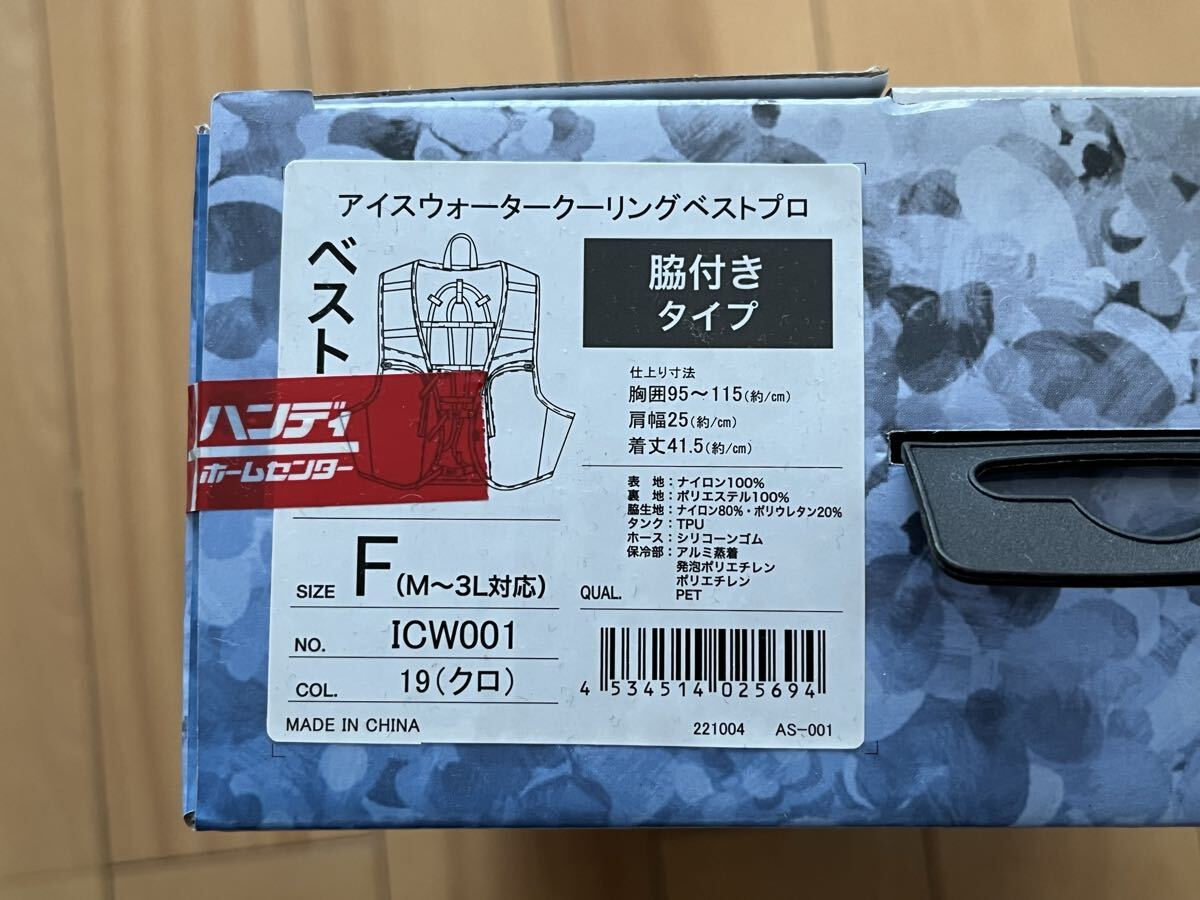 アイスウォータークーリングベストプロ
ベスト
脇付き
タイプ
仕上り寸法
胸囲95～115(約/cm)
肩幅25(約/cm)
着丈41.5(約/cm)
ハンディ
ホームセンター
表 地：ナイロン100%
裏 地：ポリエステル100%
脇生地：ナイロン80%・ポリウレタン20%
タンク：TPU
ホース：シリコーンゴム
保冷部：アルミ蒸着
発泡ポリエチレン
ポリエチレン
PET
QUAL.
SIZE F(M～3L対応)
NO. ICW001
COL. 19(クロ)
4 534514 025694
MADE IN CHINA
221004 AS-001